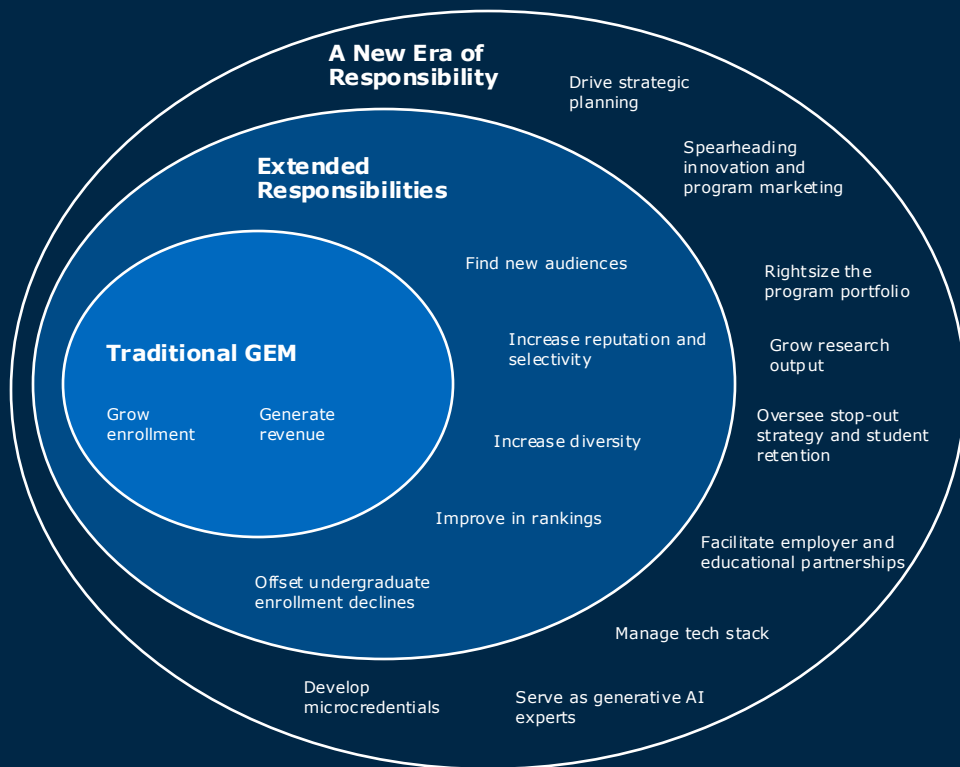 A New Era of
Responsibility
Drive strategic
planning
Spearheading
innovation and
program marketing
Extended
Responsibilities
Find new audiences
Rightsize the
program portfolio
Increase reputation and
selectivity
Grow research
output
Traditional GEM
Grow
enrollment
Generate
revenue
Increase diversity
Oversee stop-out
strategy and student
retention
Improve in rankings
Facilitate employer and
educational partnerships
Offset undergraduate
enrollment declines
Manage tech stack
Develop
microcredentials
Serve as generative AI
experts